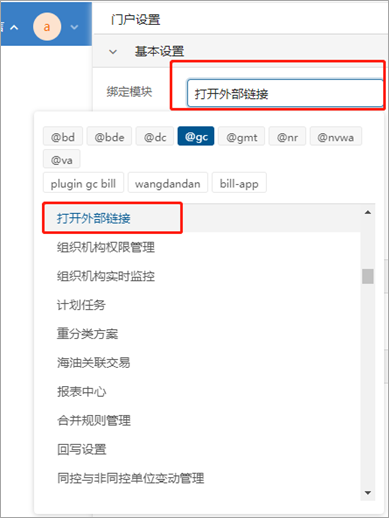 言 a 门户设置
基本设置
绑定模块 打开外部链接
@bd @bde @dc @gc @gmt @nr @nvwa
@va
plugin gc bill wangdandan bill-app
打开外部链接
组织机构权限管理
组织机构实时监控
计划任务
重分类方案
海油关联交易
报表中心
合并规则管理
回写设置
同控与非同控单位变动管理